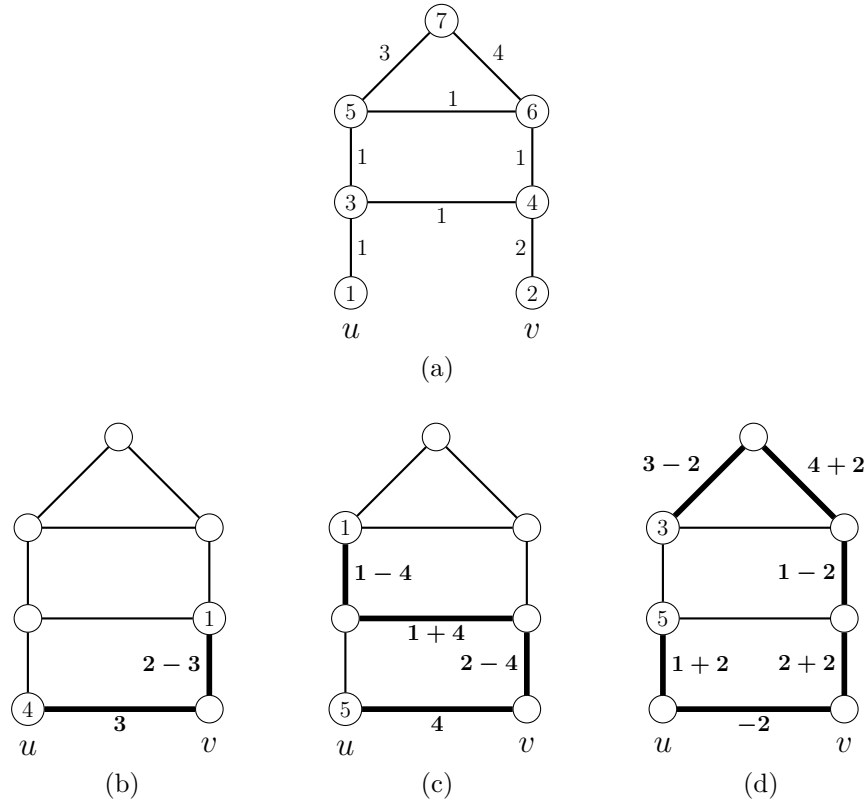 7
3 4
5 1 6
1 1
3 1 4
1 2
1 2
u v
(a)
1 1 3
3 − 2 4 + 2
1 − 4 1 − 2
1 + 4 5
2 − 3 2 − 4 1 + 2 2 + 2
4 3 5 4 −2
u v u v u v
(b) (c) (d)